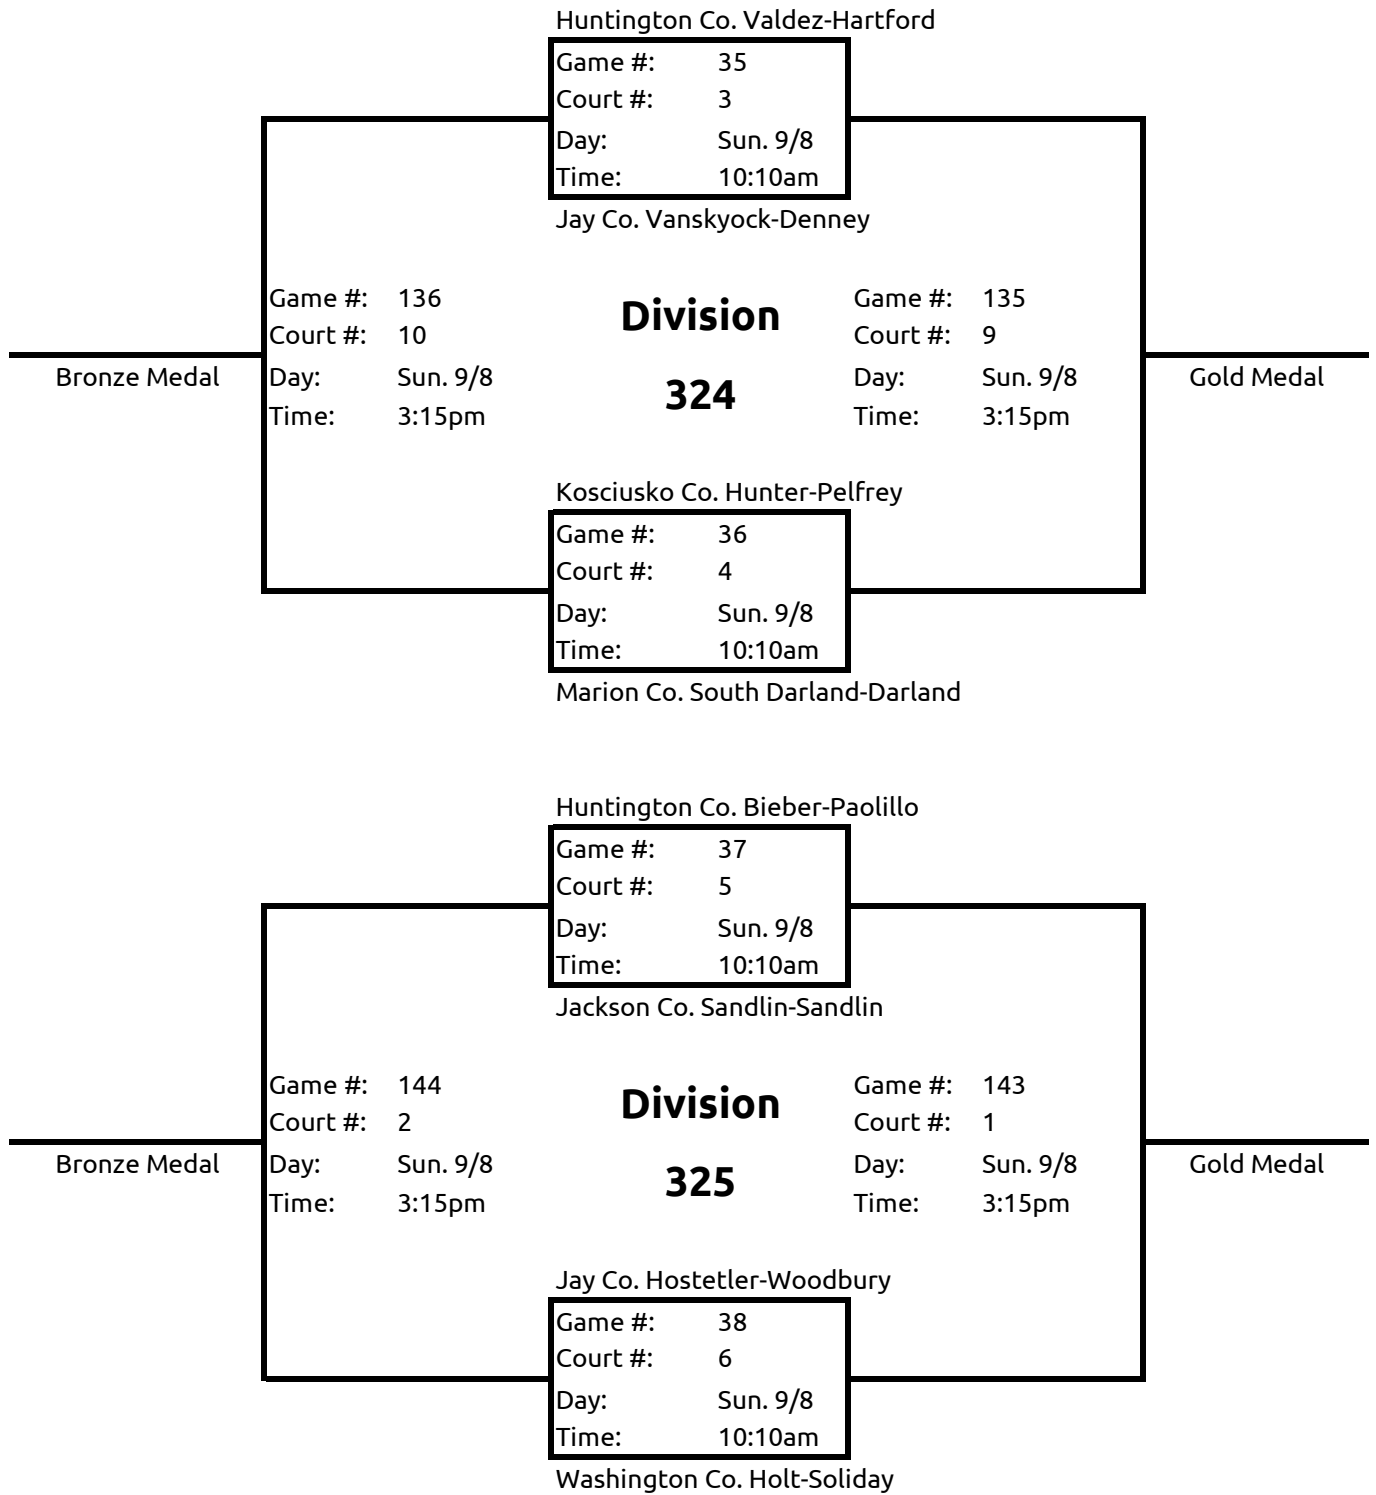 Huntington Co. Valdez-Hartford
Game #: 35
Court #: 3
Day: Sun. 9/8
Time: 10:10am
Jay Co. Vanskyock-Denney
Game #: 136
Court #: 10
Day: Sun. 9/8
Time: 3:15pm
Bronze Medal
Division
324
Game #: 135
Court #: 9
Day: Sun. 9/8
Time: 3:15pm
Gold Medal
Kosciusko Co. Hunter-Pelfrey
Game #: 36
Court #: 4
Day: Sun. 9/8
Time: 10:10am
Marion Co. South Darland-Darland
Huntington Co. Bieber-Paolillo
Game #: 37
Court #: 5
Day: Sun. 9/8
Time: 10:10am
Jackson Co. Sandlin-Sandlin
Game #: 144
Court #: 2
Day: Sun. 9/8
Time: 3:15pm
Bronze Medal
Division
325
Game #: 143
Court #: 1
Day: Sun. 9/8
Time: 3:15pm
Gold Medal
Jay Co. Hostetler-Woodbury
Game #: 38
Court #: 6
Day: Sun. 9/8
Time: 10:10am
Washington Co. Holt-Soliday